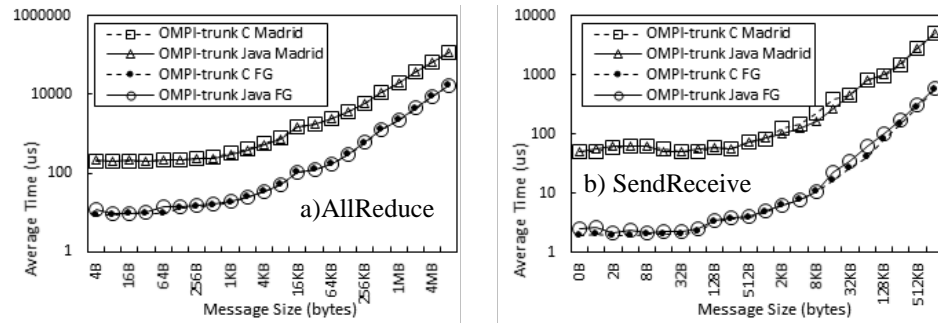 a)
1000000
10000
100
1
Average Time (us)
OMPI-trunk C Madrid
OMPI-trunk Java Madrid
OMPI-trunk C FG
OMPI-trunk Java FG
a)AllReduce
4B
16B
64B
256B
1KB
4KB
16KB
64KB
256KB
1MB
4MB
Message Size (bytes)
b)
10000
1000
100
10
1
Average Time (us)
OMPI-trunk C Madrid
OMPI-trunk Java Madrid
OMPI-trunk C FG
OMPI-trunk Java FG
b) SendReceive
0B
2B
8B
32B
128B
512B
2KB
8KB
32KB
128KB
512KB
Message Size (bytes)